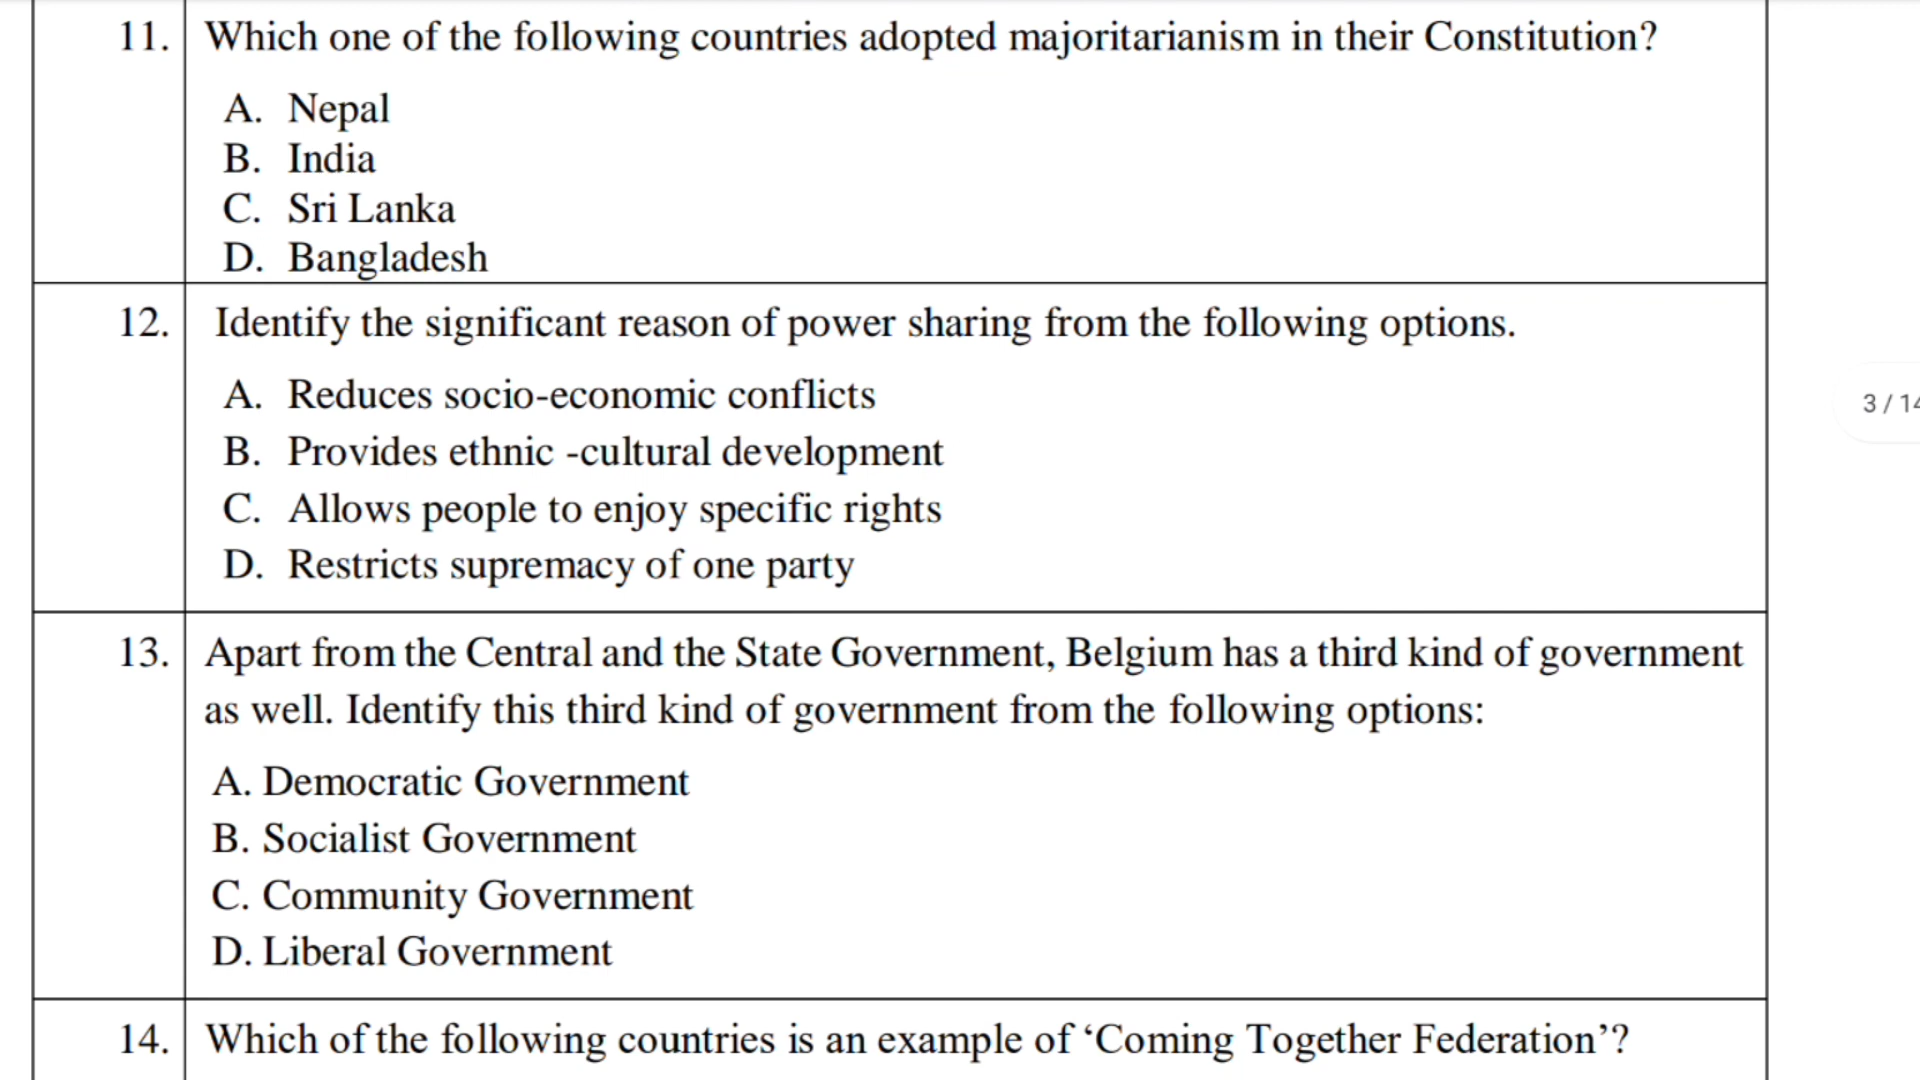 11. Which one of the following countries adopted majoritarianism in their Constitution?
A. Nepal
B. India
C. Sri Lanka
D. Bangladesh
12. Identify the significant reason of power sharing from the following options.
A. Reduces socio-economic conflicts
B. Provides ethnic -cultural development
C. Allows people to enjoy specific rights
D. Restricts supremacy of one party
3 / 14
13. Apart from the Central and the State Government, Belgium has a third kind of government
as well. Identify this third kind of government from the following options:
A. Democratic Government
B. Socialist Government
C. Community Government
D. Liberal Government
14. Which of the following countries is an example of ‘Coming Together Federation’?